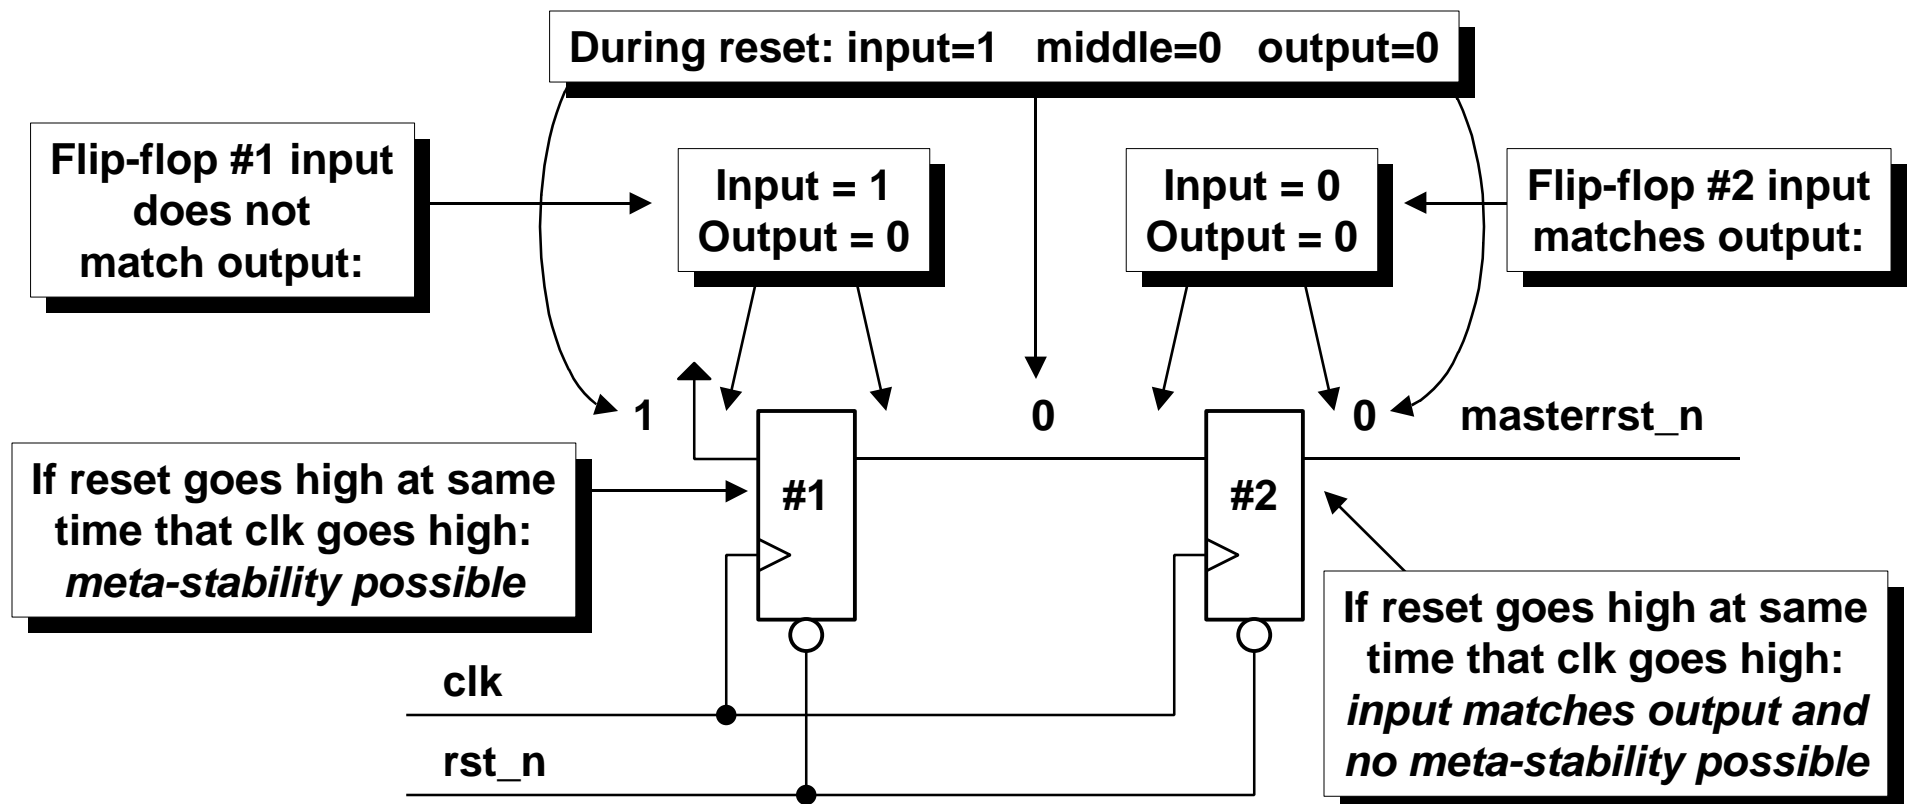 During reset: input=1 middle=0 output=0
Flip-flop #1 input
does not
match output:
Input = 1
Output = 0
Input = 0
Output = 0
Flip-flop #2 input
matches output:
1
0
0
masterrst_n
If reset goes high at same
time that clk goes high:
meta-stability possible
#1
#2
If reset goes high at same
time that clk goes high:
input matches output and
no meta-stability possible
clk
rst_n